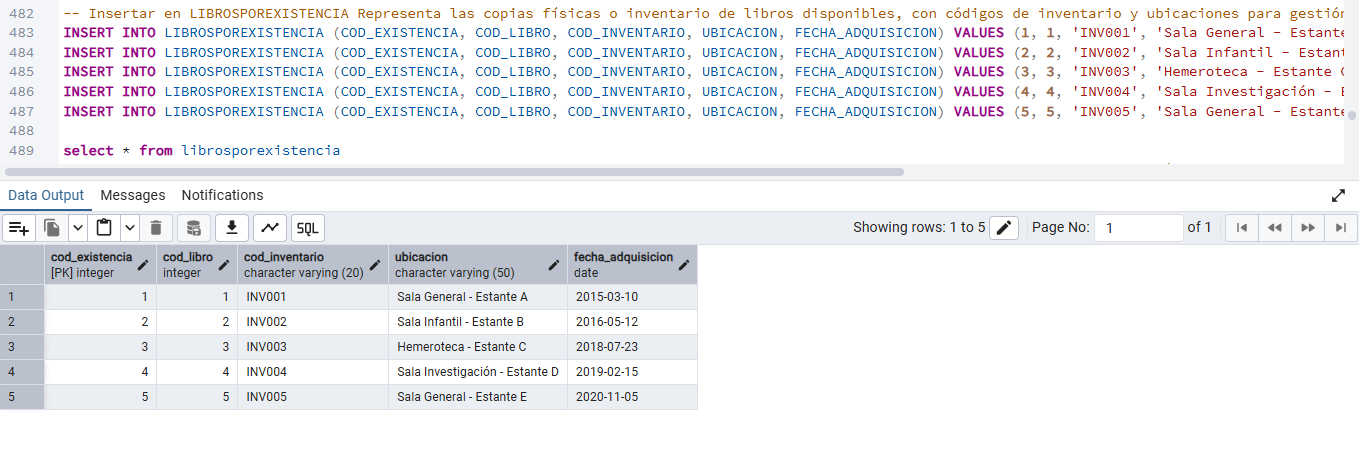 482 -- Insertar en LIBROSPOREXISTENCIA Representa las copias físicas o inventario de libros disponibles, con códigos de inventario y ubicaciones para gestión
483 INSERT INTO LIBROSPOREXISTENCIA (COD_EXISTENCIA, COD_LIBRO, COD_INVENTARIO, UBICACION, FECHA_ADQUISICION) VALUES (1, 1, 'INV001', 'Sala General - Estante
484 INSERT INTO LIBROSPOREXISTENCIA (COD_EXISTENCIA, COD_LIBRO, COD_INVENTARIO, UBICACION, FECHA_ADQUISICION) VALUES (2, 2, 'INV002', 'Sala Infantil - Estant
485 INSERT INTO LIBROSPOREXISTENCIA (COD_EXISTENCIA, COD_LIBRO, COD_INVENTARIO, UBICACION, FECHA_ADQUISICION) VALUES (3, 3, 'INV003', 'Hemeroteca - Estante
486 INSERT INTO LIBROSPOREXISTENCIA (COD_EXISTENCIA, COD_LIBRO, COD_INVENTARIO, UBICACION, FECHA_ADQUISICION) VALUES (4, 4, 'INV004', 'Sala Investigación -
487 INSERT INTO LIBROSPOREXISTENCIA (COD_EXISTENCIA, COD_LIBRO, COD_INVENTARIO, UBICACION, FECHA_ADQUISICION) VALUES (5, 5, 'INV005', 'Sala General - Estante
488
489 select * from librosporexistencia
Data Output Messages Notifications
SQL Showing rows: 1 to 5 Page No: 1 of 1
cod_existencia cod_libro cod_inventario ubicacion fecha_adquisicion
[PK] integer integer character varying (20) character varying (50) date
1 1 1 INV001 Sala General - Estante A 2015-03-10
2 2 2 INV002 Sala Infantil - Estante B 2016-05-12
3 3 3 INV003 Hemeroteca - Estante C 2018-07-23
4 4 4 INV004 Sala Investigación - Estante D 2019-02-15
5 5 5 INV005 Sala General - Estante E 2020-11-05